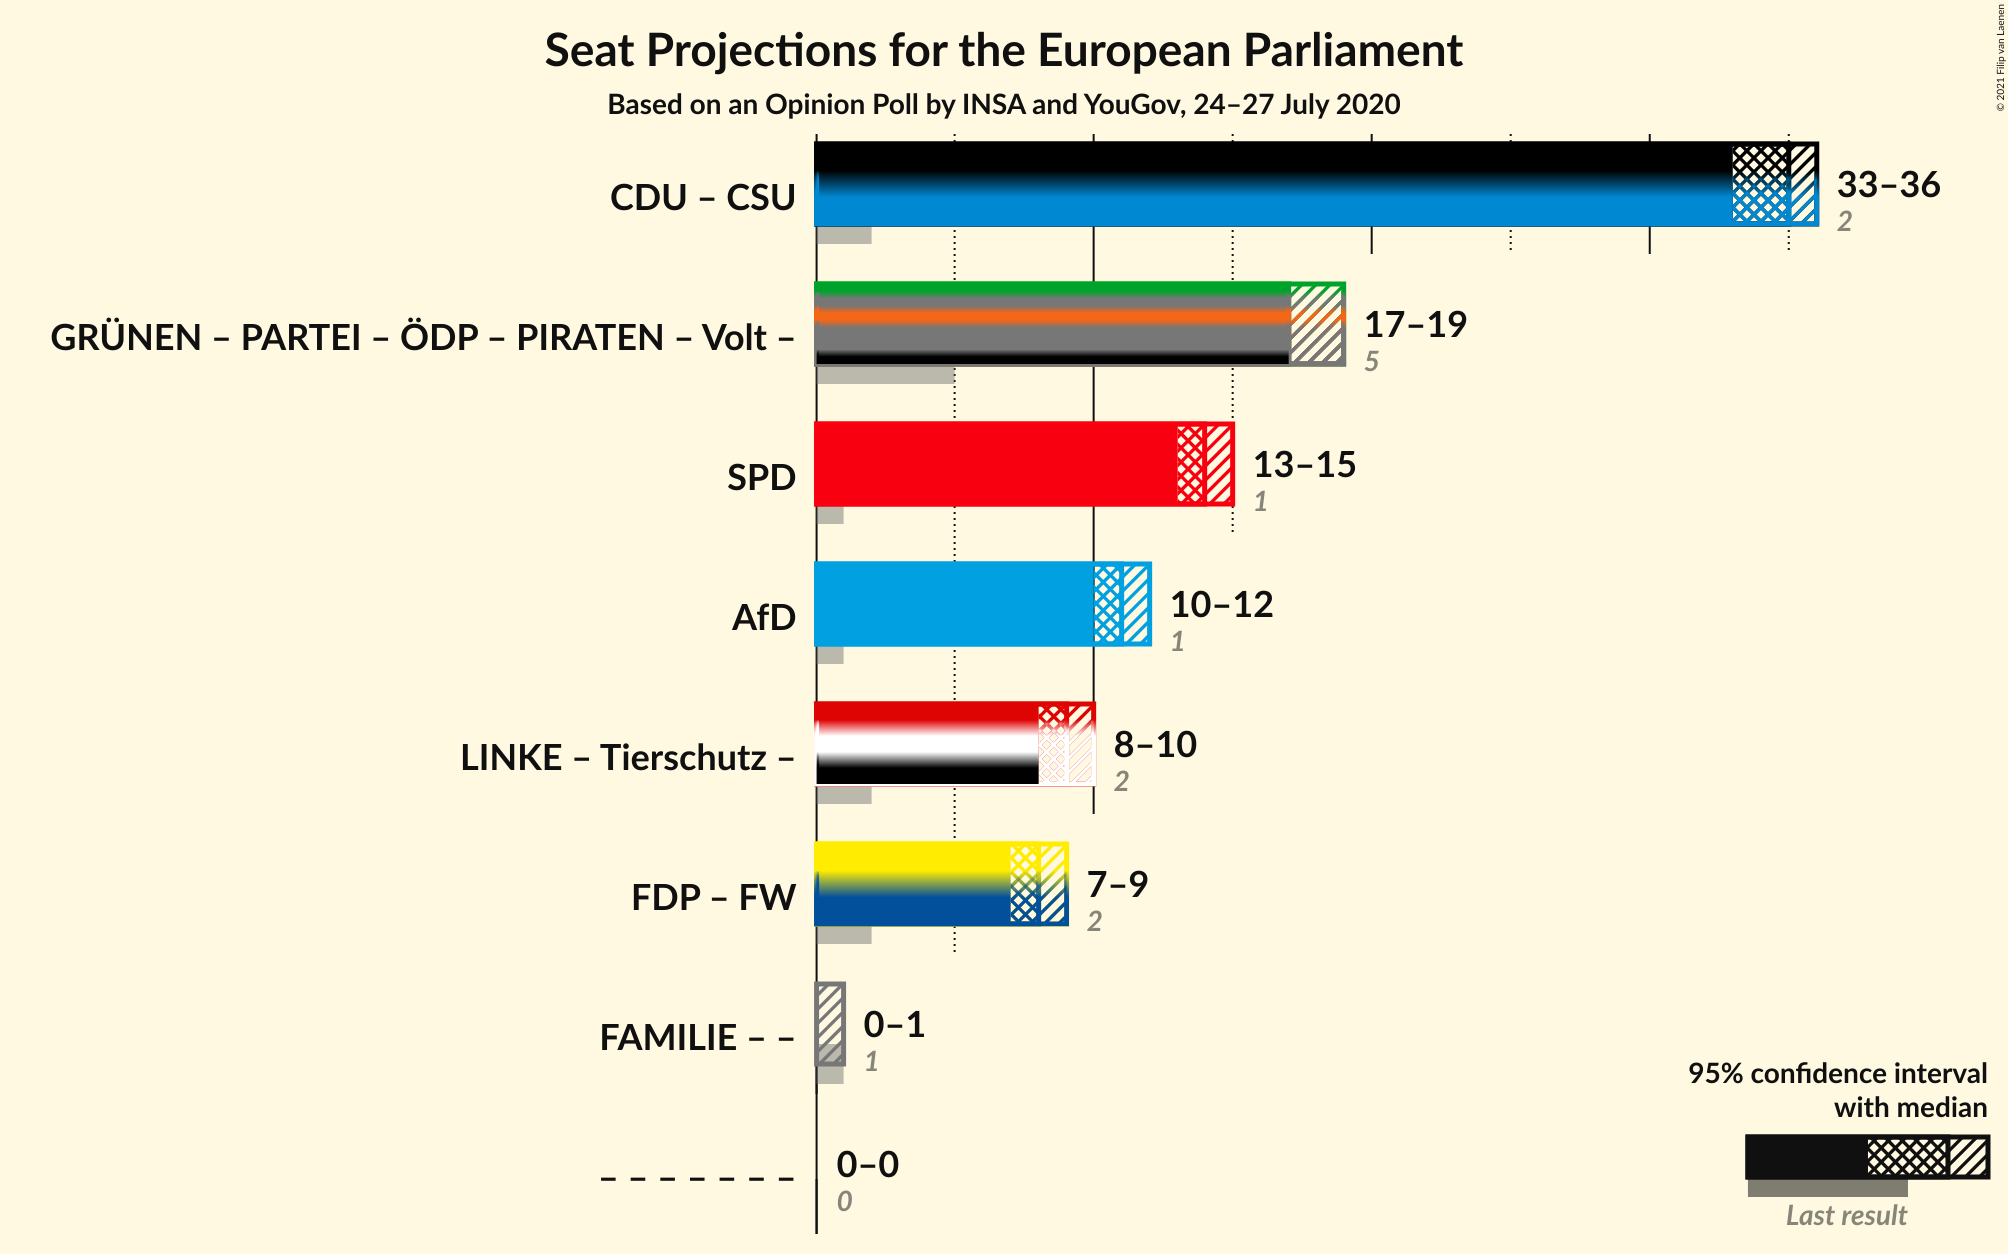 Seat Projections for the European Parliament
Based on an Opinion Poll by INSA and YouGov, 24–27 July 2020
© 2021 Filip van Laenen
CDU – CSU
33–36
2
GRÜNEN – PARTEI – ÖDP – PIRATEN – Volt –
17–19
5
SPD
13–15
1
AfD
10–12
1
LINKE – Tierschutz –
8–10
2
FDP – FW
7–9
2
FAMILIE – –
0–1
1
– – – – – – –
0–0
0
95% confidence interval
with median
Last result